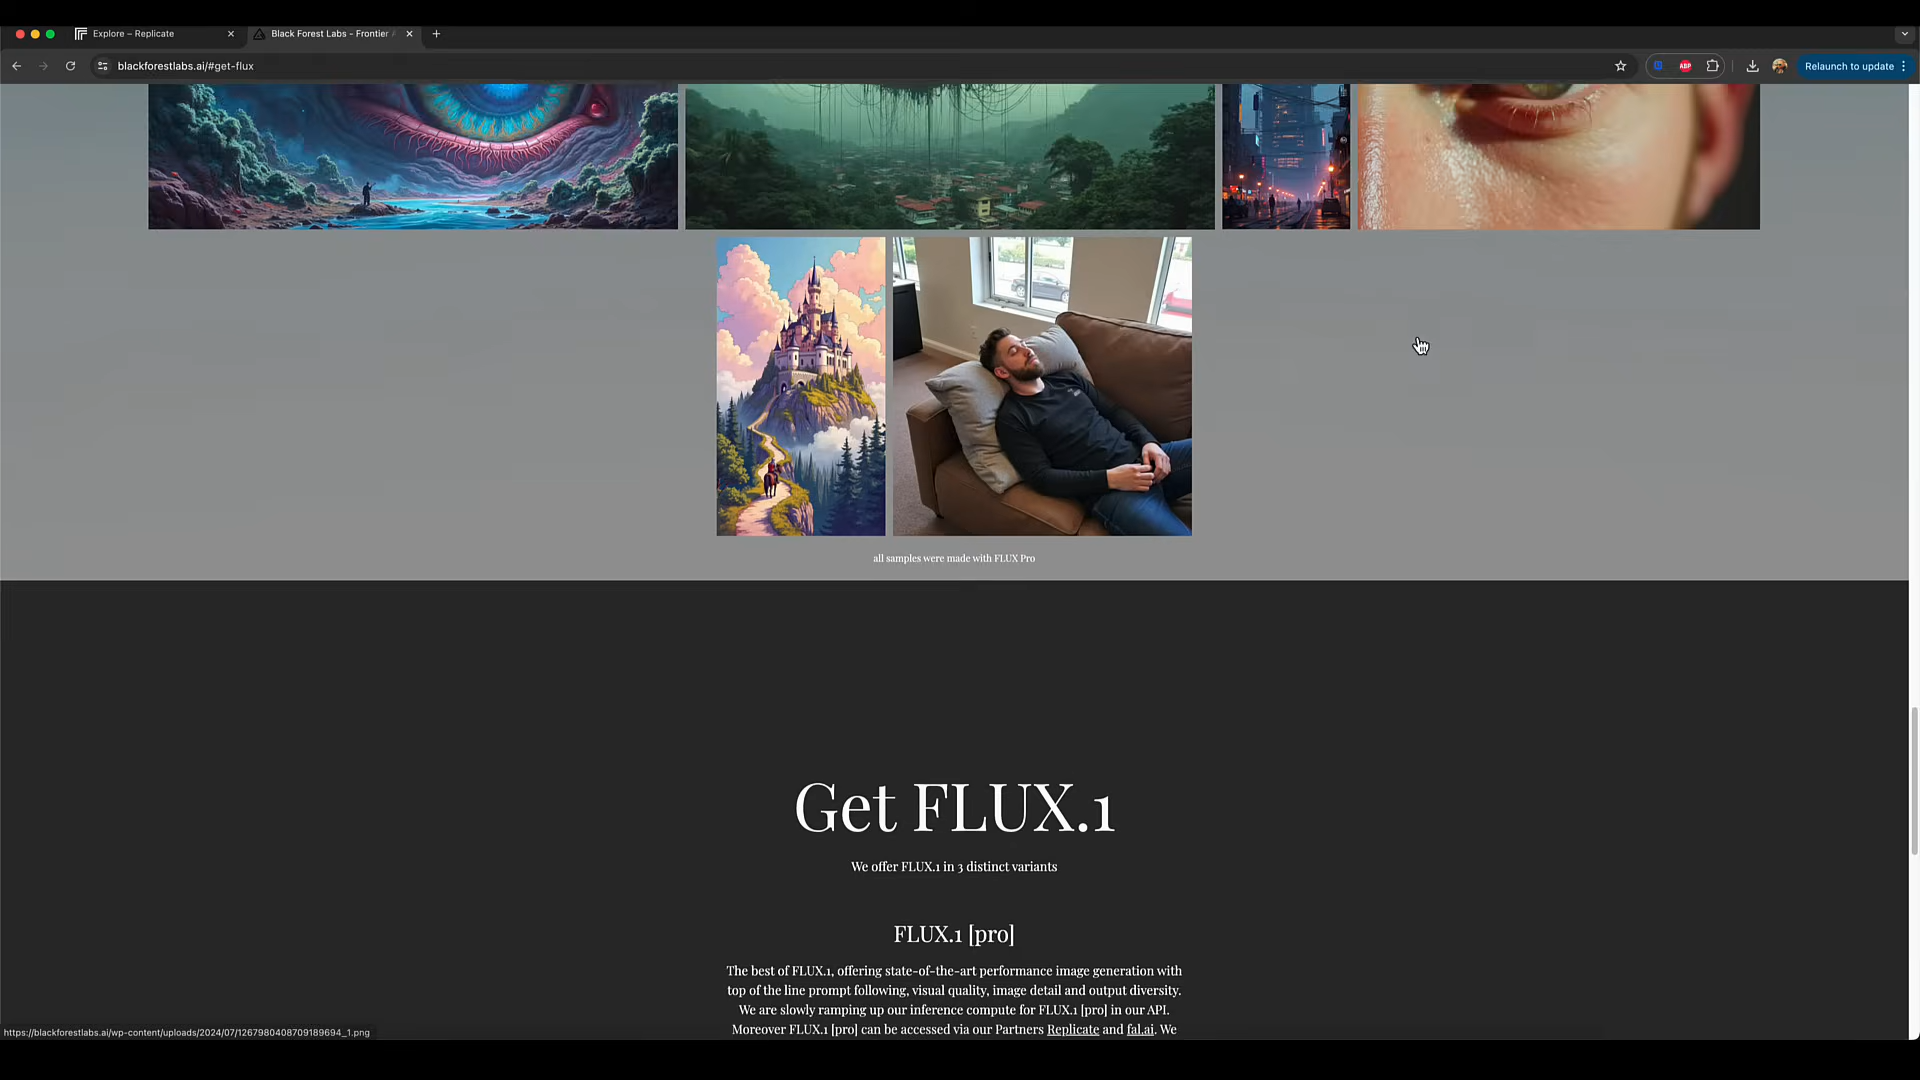 Explore – Replicate
Black Forest Labs - Frontier
blackforestlabs.ai/#get-flux
ABP
Relaunch to update
all samples were made with FLUX Pro
Get FLUX.1
We offer FLUX.1 in 3 distinct variants
FLUX.1 [pro]
The best of FLUX.1, offering state-of-the-art performance image generation with
top of the line prompt following, visual quality, image detail and output diversity.
We are slowly ramping up our inference compute for FLUX.1 [pro] in our API.
Moreover FLUX.1 [pro] can be accessed via our Partners Replicate and fal.ai. We
https://blackforestlabs.ai/wp-content/uploads/2024/07/1267980408709189694_1.png